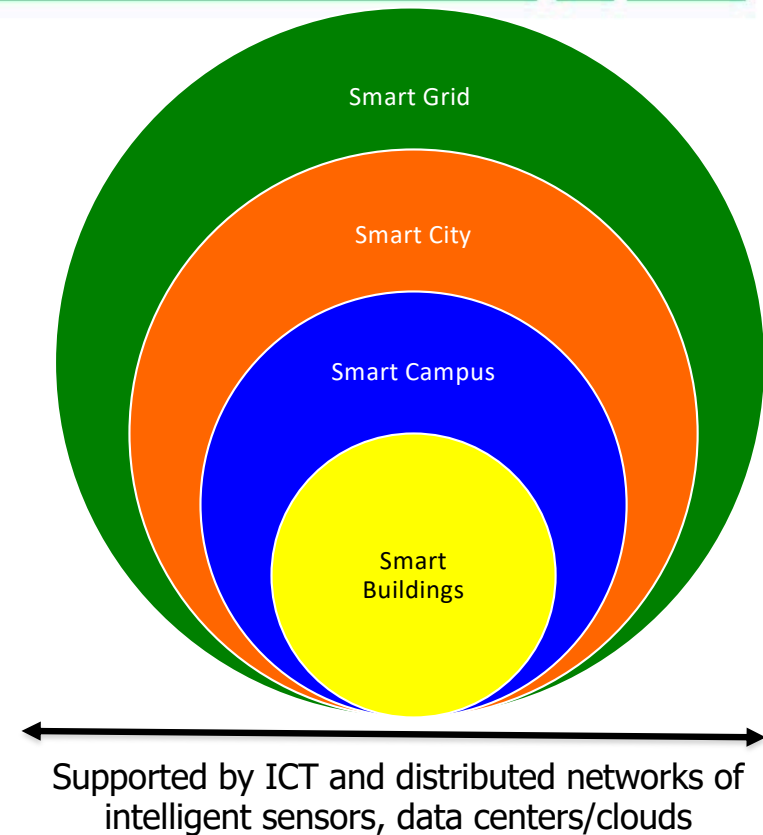 Smart Grid
Smart City
Smart Campus
Smart
Buildings
Supported by ICT and distributed networks of
intelligent sensors, data centers/clouds